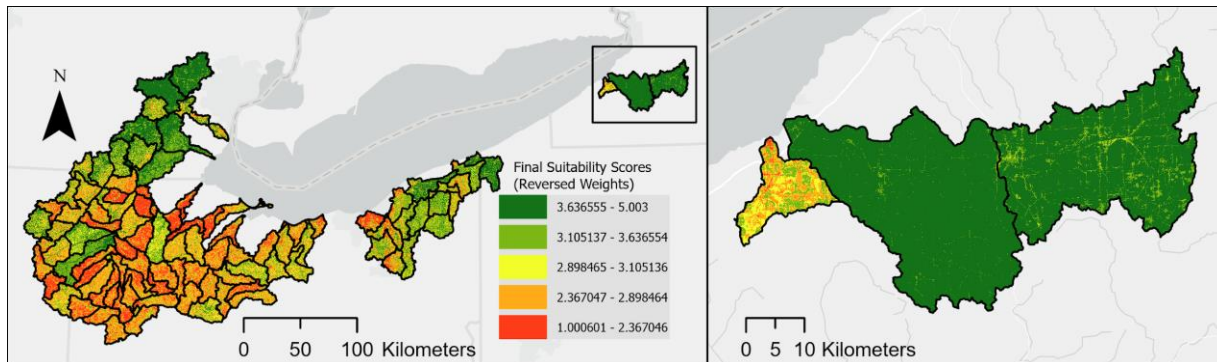 N
Final Suitability Scores
(Reversed Weights)
3.636555 - 5.003
3.105137 - 3.636554
2.898465 - 3.105136
2.367047 - 2.898464
1.000601 - 2.367046
0 50 100 Kilometers
0 5 10 Kilometers